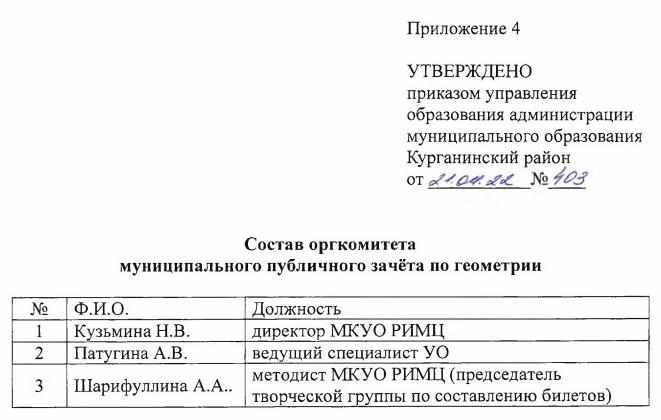 Приложение 4
УТВЕРЖДЕНО
приказом управления
образования администрации
муниципального образования
Курганинский район
от 21.04.22 № 403
Состав оргкомитета
муниципального публичного зачёта по геометрии
№ Ф.И.О. Должность
1 Кузьмина Н.В. директор МКУО РИМЦ
2 Патугина А.В. ведущий специалист УО
3 Шарифуллина А.А.. методист МКУО РИМЦ (председатель
творческой группы по составлению билетов)